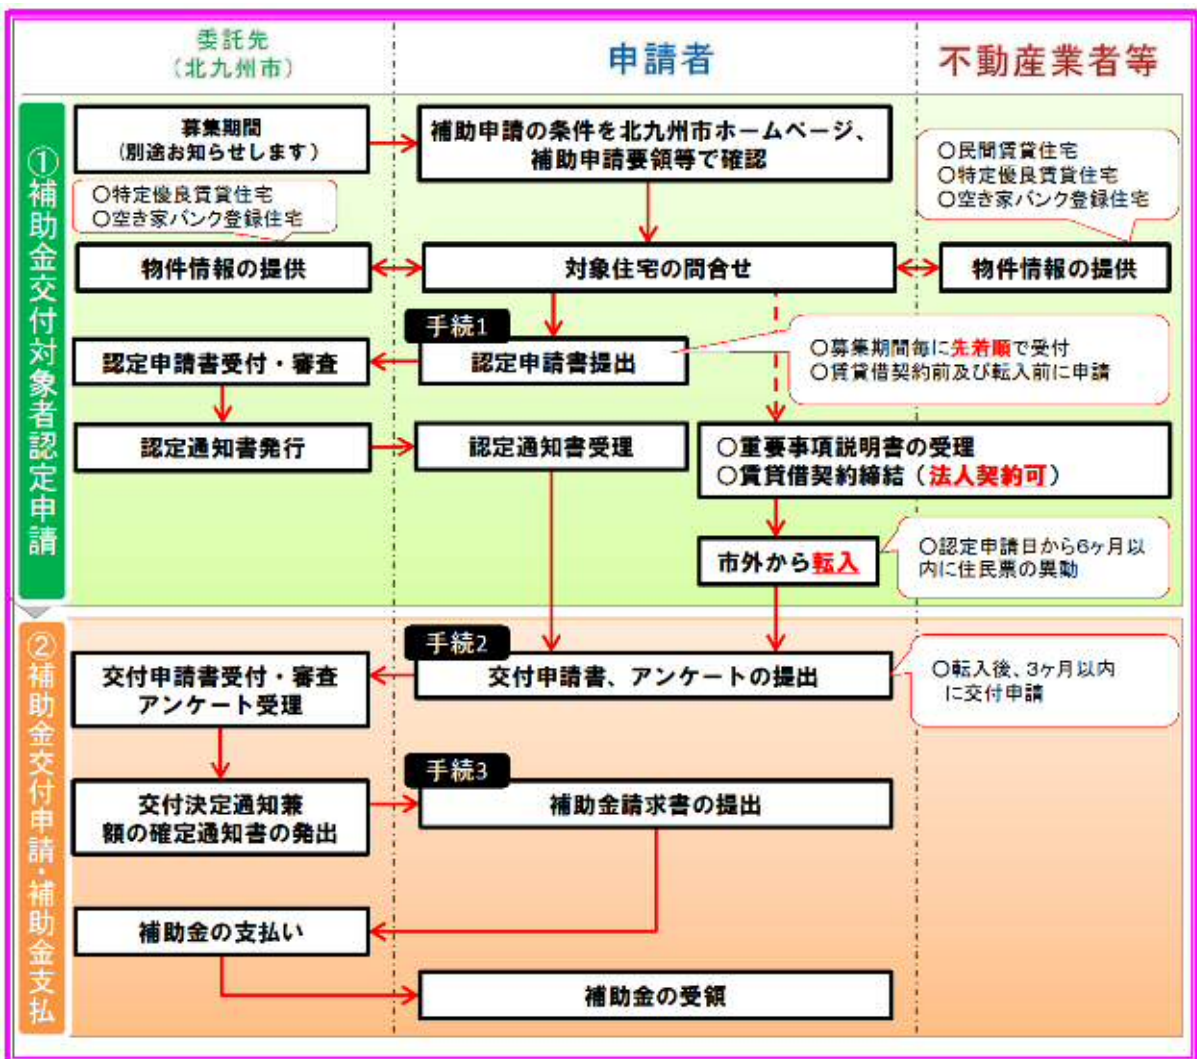 委託先
(北九州市)
申請者
不動産業者等
①補助金交付対象者認定申請
募集期間
(別途お知らせします)
補助申請の条件を北九州市ホームページ、
補助申請要領等で確認
○民間賃貸住宅
○特定優良賃貸住宅
○空き家バンク登録住宅
○特定優良賃貸住宅
○空き家バンク登録住宅
物件情報の提供
対象住宅の問合せ
物件情報の提供
手続1
認定申請書受付・審査
認定申請書提出
○募集期間毎に先着順で受付
○賃貸借契約前及び転入前に申請
認定通知書発行
認定通知書受理
○重要事項説明書の受理
○賃貸借契約締結(法人契約可)
市外から転入
○認定申請日から6ヶ月以
内に住民票の異動
②補助金交付申請・補助金支払
手続2
交付申請書受付・審査
アンケート受理
交付申請書、アンケートの提出
○転入後、3ヶ月以内
に交付申請
手続3
交付決定通知兼
額の確定通知書の発出
補助金請求書の提出
補助金の支払い
補助金の受領